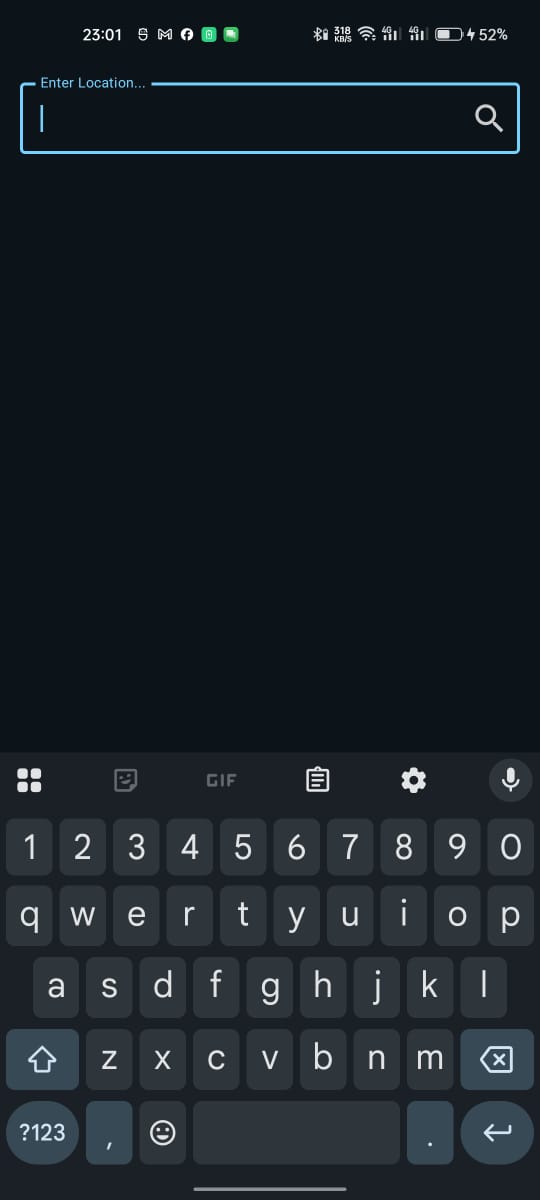 23:01 318 KB/S 4G 4G 52%
Enter Location...
GIF
1 2 3 4 5 6 7 8 9 0
q w e r t y u i o p
a s d f g h j k l
z x c v b n m
?123 , .